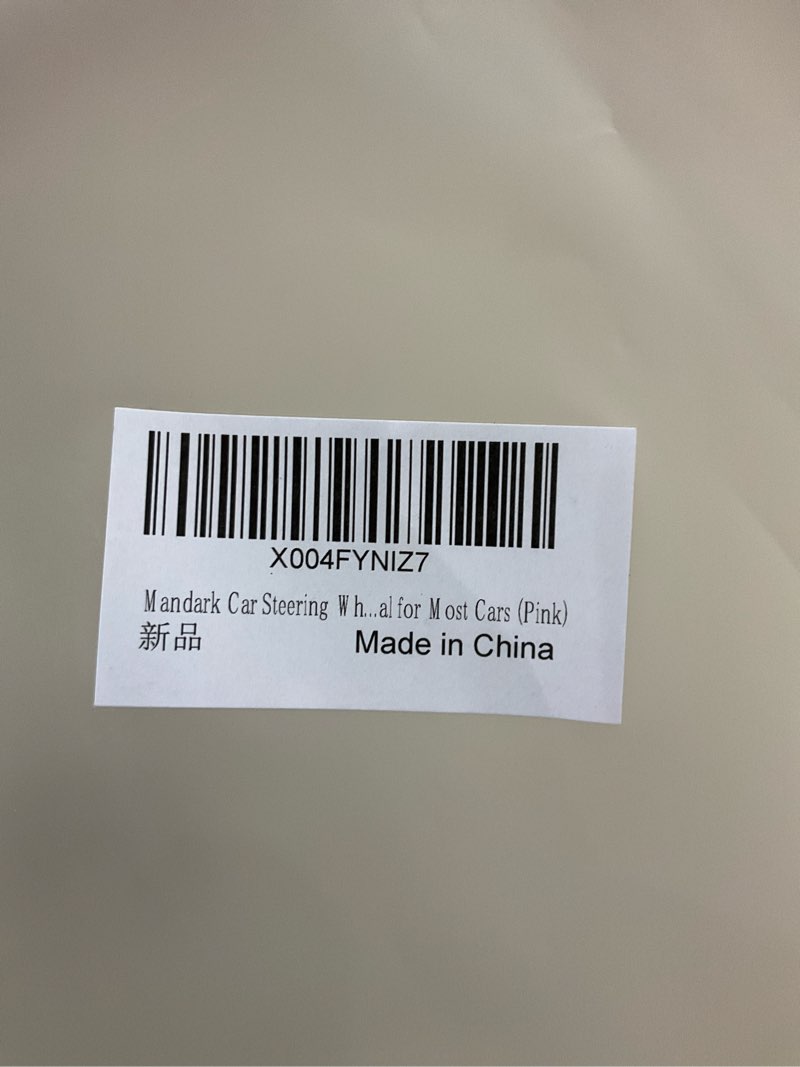 X004FYNIZ7
Mandark Car Steering Wh...al for Most Cars (Pink)
新品
Made in China